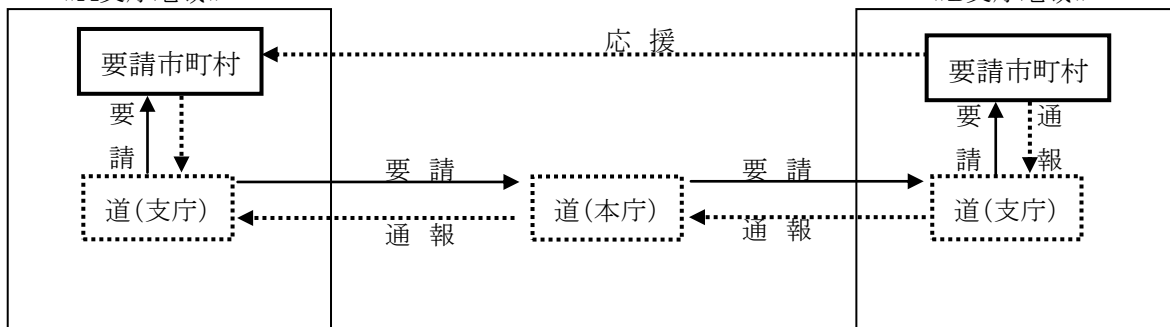 応 援
要請市町村
要請市町村
要請
要請
通報
要 請
要 請
道(支庁)
道(本庁)
道(支庁)
通 報
通 報